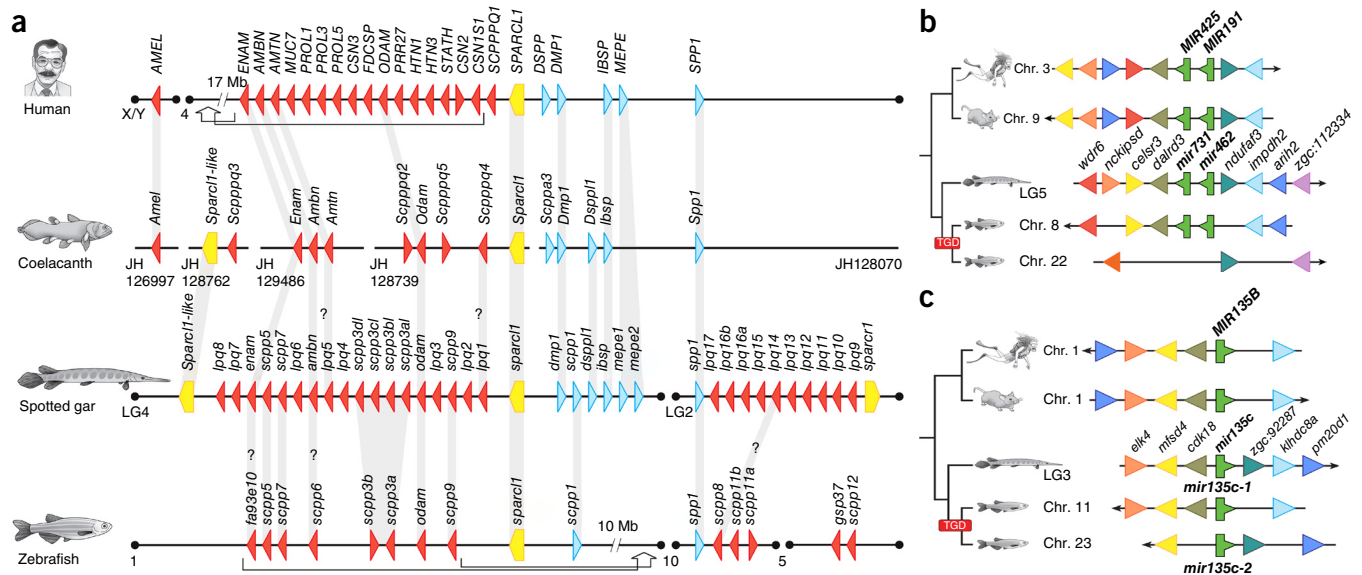 a
Human
AMEL
ENAM
AMBN
AMTN
MUC7
PROL1
PROL3
PROL5
CSN3
FDCSP
ODAM
PRR27
HTN1
HTN3
STATH
CSN2
CSN1S1
SCPPPQ1
SPARCL1
DSPP
DMP1
IBSP
MEPE
SPP1
17 Mb
X/Y
4
Coelacanth
Amel
Sparcl1-like
Scpppq3
Enam
Ambn
Amtn
Scpppq2
Odam
Scpppq5
Scpppq4
Sparcl1
Scppa3
Dmp1
Dsppl1
Ibsp
Spp1
JH
126997
JH
128762
JH
129486
JH
128739
JH128070
?
?
Spotted gar
Sparcl1-like
lpq8
lpq7
enam
scpp5
scpp7
lpq6
ambn
lpq5
lpq4
scpp3dl
scpp3cl
scpp3bl
scpp3al
odam
lpq3
scpp9
lpq2
lpq1
sparcl1
dmp1
scpp1
dsppl1
ibsp
mepe1
mepe2
spp1
lpq17
lpq16b
lpq16a
lpq15
lpq14
lpq13
lpq12
lpq11
lpq10
lpq9
sparcr1
LG4
LG2
?
?
?
Zebrafish
fa93e10
scpp5
scpp7
scpp6
scpp3b
scpp3a
odam
scpp9
sparcl1
scpp1
10 Mb
spp1
scpp8
scpp11b
scpp11a
gsp37
scpp12
1
10
5
b
MIR425
MIR191
Chr. 3
Chr. 9
wdr6
nckipsd
celsr3
dalrd3
mir731
mir462
ndufaf3
impdh2
arih2
zgc:112334
LG5
Chr. 8
TGD
Chr. 22
c
MIR135B
Chr. 1
Chr. 1
elk4
mfsd4
cdk18
mir135c
zgc:92287
klhdc8a
pm20d1
LG3
mir135c-1
Chr. 11
TGD
Chr. 23
mir135c-2